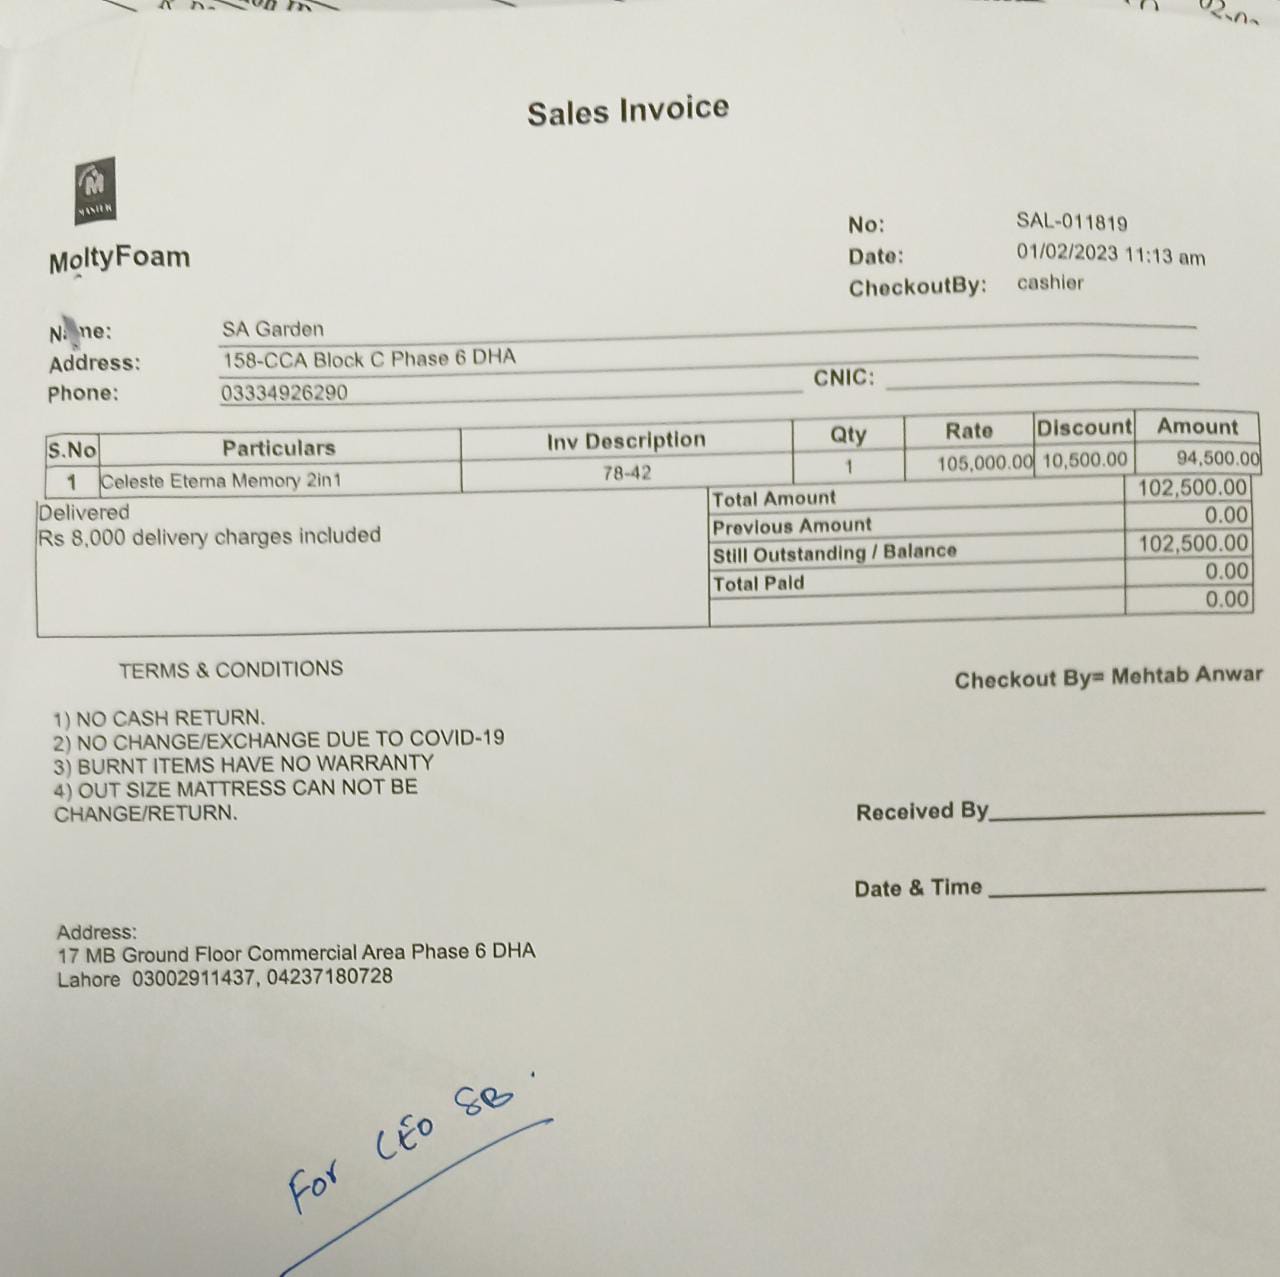 Sales Invoice
MASTER
MoltyFoam
No: SAL-011819
Date: 01/02/2023 11:13 am
CheckoutBy: cashier
Name: SA Garden
Address: 158-CCA Block C Phase 6 DHA
Phone: 03334926290 CNIC:
S.No Particulars Inv Description Qty Rate Discount Amount
1 Celeste Eterna Memory 2in1 78-42 1 105,000.00 10,500.00 94,500.00
Delivered
Rs 8,000 delivery charges included
Total Amount 102,500.00
Previous Amount 0.00
Still Outstanding / Balance 102,500.00
Total Paid 0.00
0.00
TERMS & CONDITIONS
Checkout By= Mehtab Anwar
1) NO CASH RETURN.
2) NO CHANGE/EXCHANGE DUE TO COVID-19
3) BURNT ITEMS HAVE NO WARRANTY
4) OUT SIZE MATTRESS CAN NOT BE
CHANGE/RETURN.
Received By
Date & Time
Address:
17 MB Ground Floor Commercial Area Phase 6 DHA
Lahore 03002911437, 04237180728
For CEO SB.